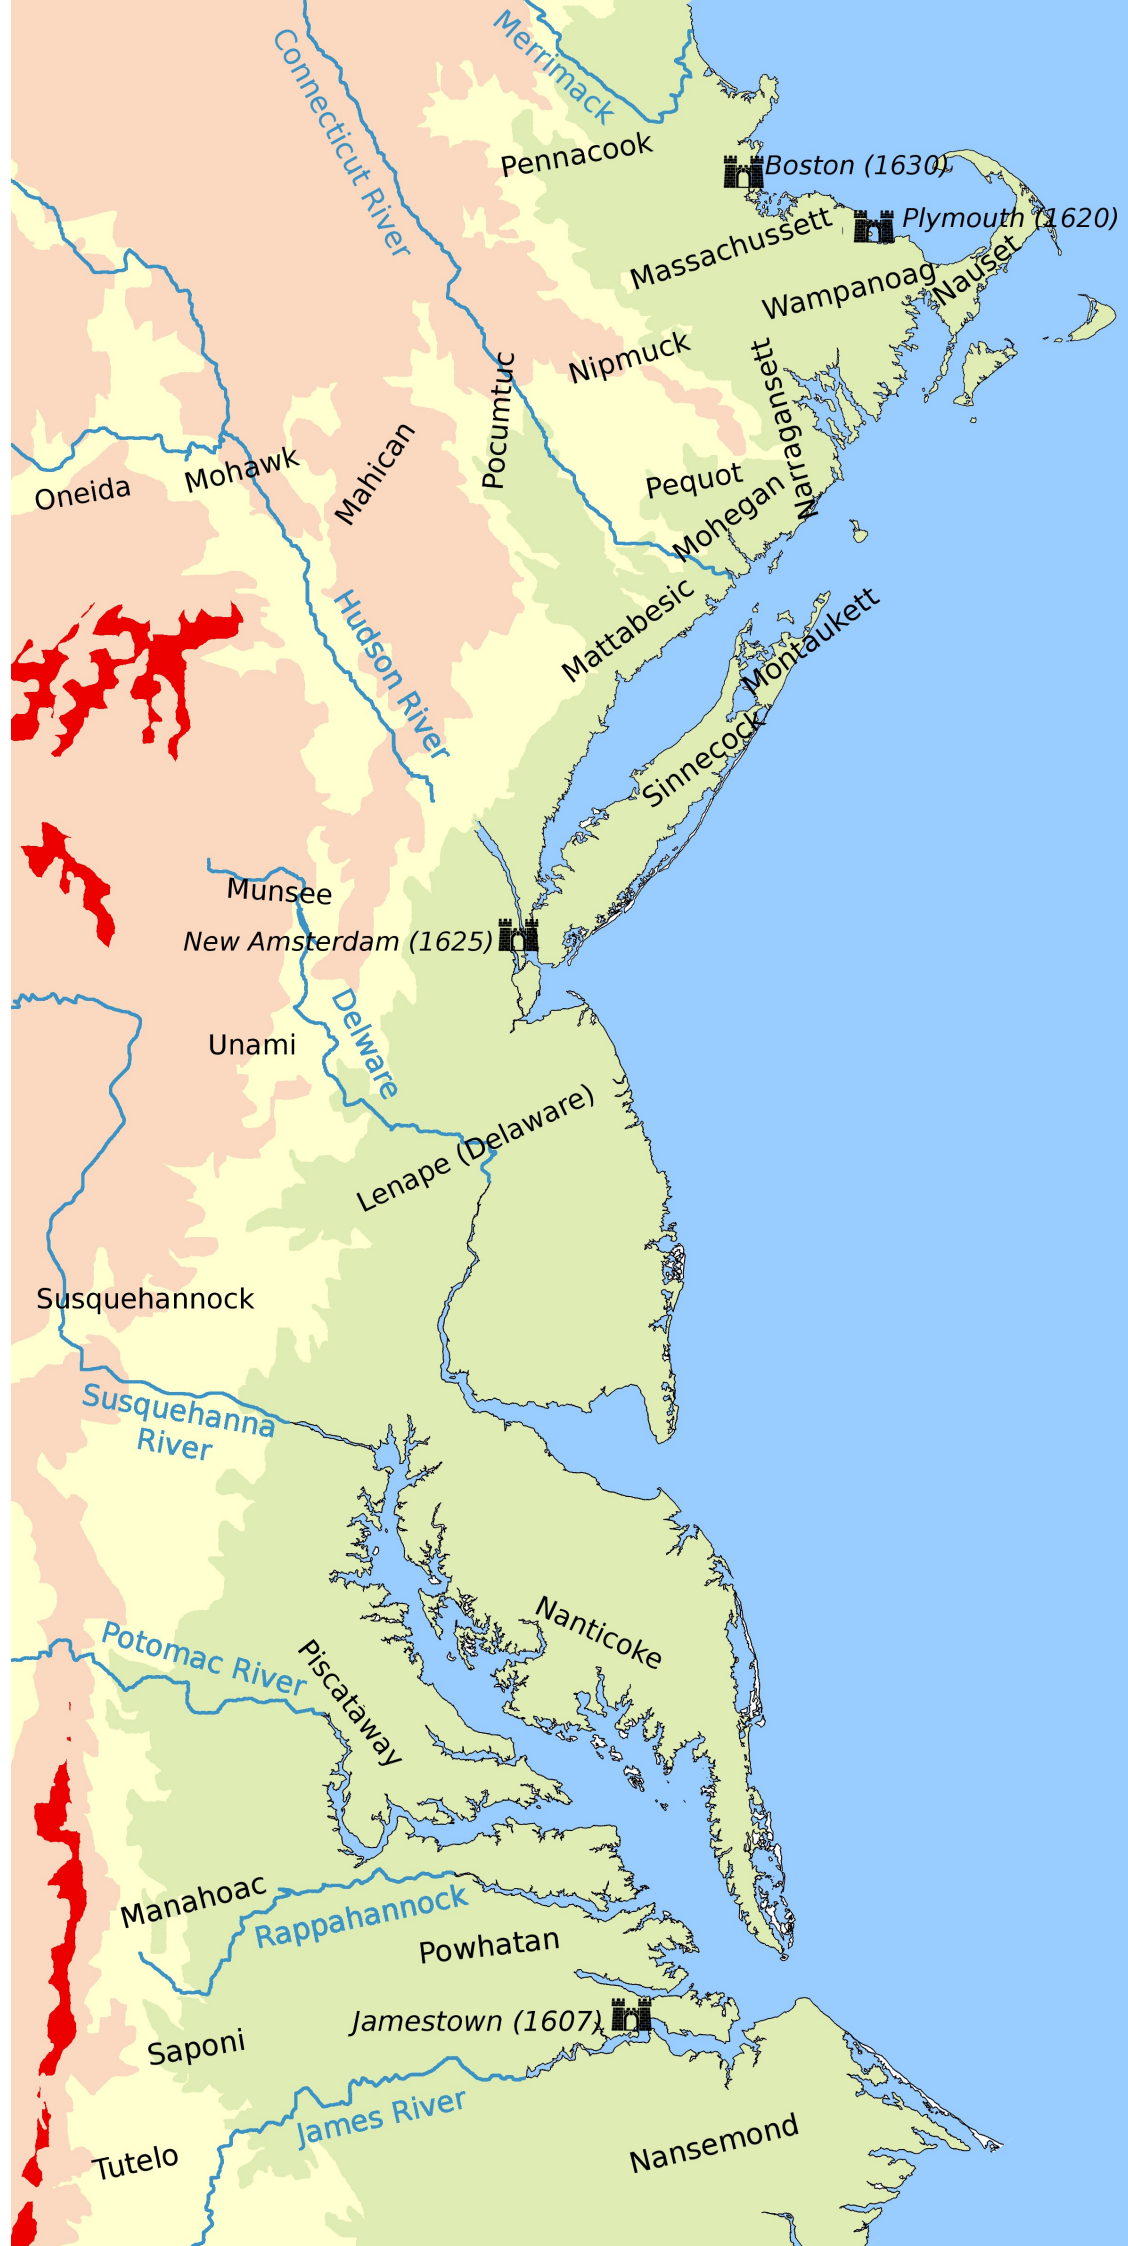 Merrimack
Connecticut River
Pennacook
Boston (1630)
Plymouth (1620)
Massachussett
Nauset
Wampanoag
Nipmuck
Narragansett
Pocumtuc
Mahican
Mohawk
Oneida
Pequot
Mohegan
Mattabesic
Hudson River
Montaukett
Sinnecock
Munsee
New Amsterdam (1625)
Delware
Unami
Lenape (Delaware)
Susquehannock
Susquehanna
River
Nanticoke
Potomac River
Piscataway
Manahoac
Rappahannock
Powhatan
Jamestown (1607)
Saponi
James River
Nansemond
Tutelo